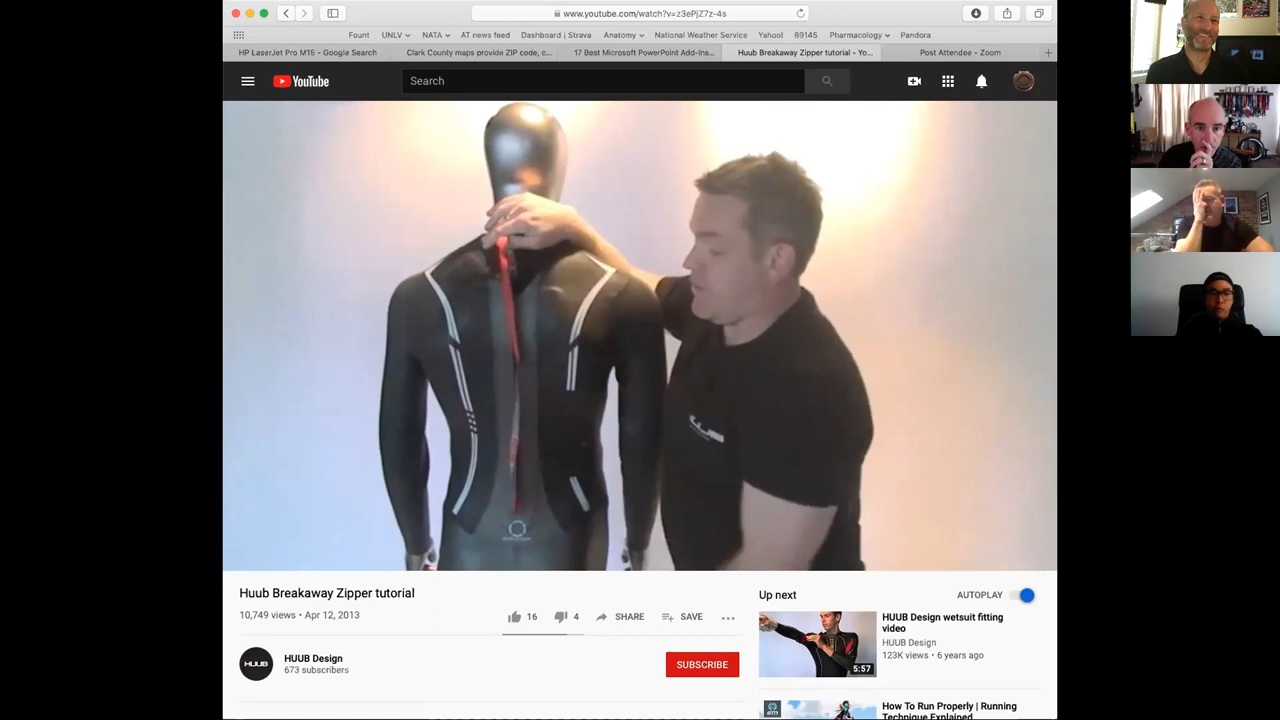 www.youtube.com/watch?v=z3ePjZ7z-4s
Fount UNLV NATA AT news feed Dashboard | Strava Anatomy National Weather Service Yahoo! 89145 Pharmacology Pandora
HP LaserJet Pro M15 - Google Search Clark County maps provide ZIP code, c... 17 Best Microsoft PowerPoint Add-Ins... Huub Breakaway Zipper tutorial - Yo... Post Attendee - Zoom
YouTube Search
Huub Breakaway Zipper tutorial
10,749 views • Apr 12, 2013
16 4 SHARE SAVE
HUUB
HUUB Design
673 subscribers
SUBSCRIBE
Up next AUTOPLAY
5:57
HUUB Design wetsuit fitting
video
HUUB Design
123K views • 6 years ago
How To Run Properly | Running
Technique Explained